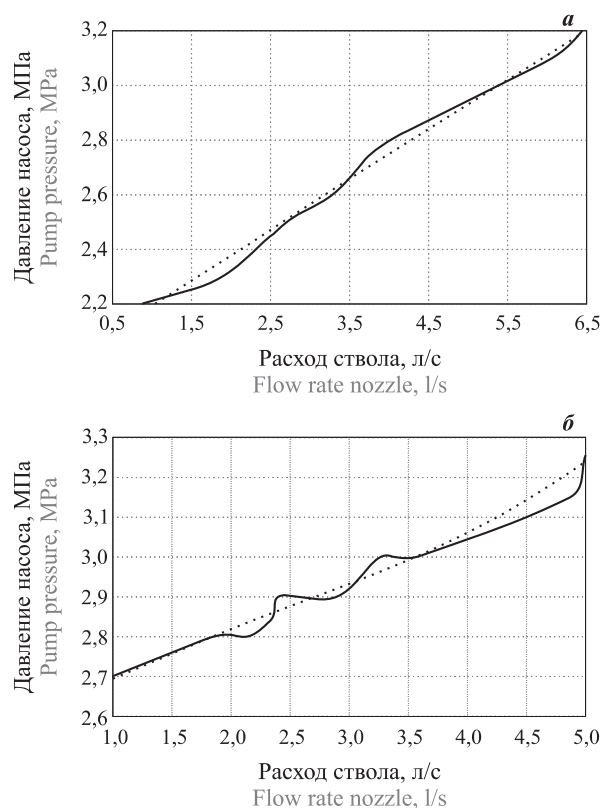 а
Давление насоса, МПа
Pump pressure, MPa
3,2
3,0
2,8
2,6
2,4
2,2
0,5 1,5 2,5 3,5 4,5 5,5 6,5
Расход ствола, л/с
Flow rate nozzle, l/s
б
Давление насоса, МПа
Pump pressure, MPa
3,3
3,2
3,1
3,0
2,9
2,8
2,7
2,6
1,0 1,5 2,0 2,5 3,0 3,5 4,0 4,5 5,0
Расход ствола, л/с
Flow rate nozzle, l/s